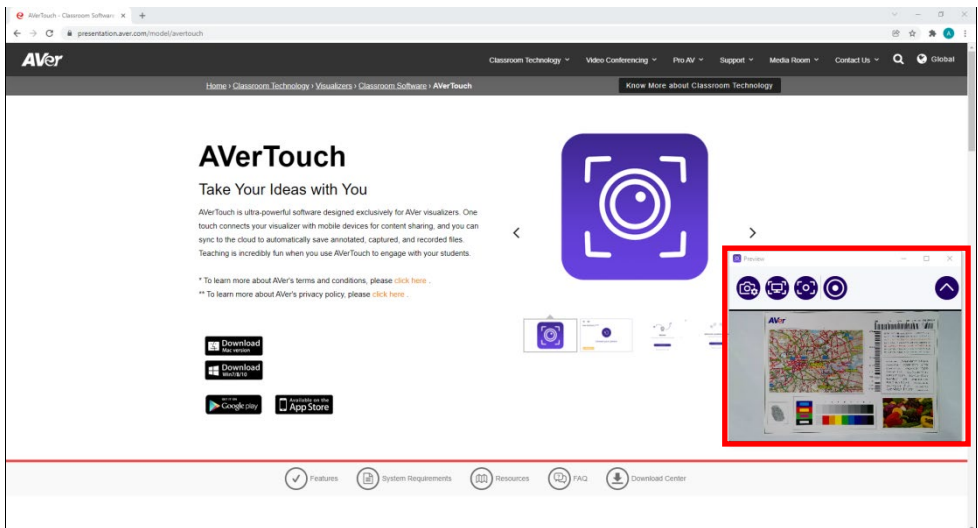 AVerTouch - Classroom Software
presentation.aver.com/model/avertouch
A
AVer
Classroom Technology
Video Conferencing
Pro AV
Support
Media Room
Contact Us
Global
Home › Classroom Technology › Visualizers › Classroom Software › AVerTouch
Know More about Classroom Technology
AVerTouch
Take Your Ideas with You
AVerTouch is ultra-powerful software designed exclusively for AVer visualizers. One
touch connects your visualizer with mobile devices for content sharing, and you can
sync to the cloud to automatically save annotated, captured, and recorded files.
Teaching is incredibly fun when you use AVerTouch to engage with your students.
* To learn more about AVer's terms and conditions, please click here .
** To learn more about AVer's privacy policy, please click here .
Download
Mac version
Download
Win7/8/10
GET IT ON
Google play
Available on the
App Store
Preview
AVer
Features
System Requirements
Resources
FAQ
Download Center